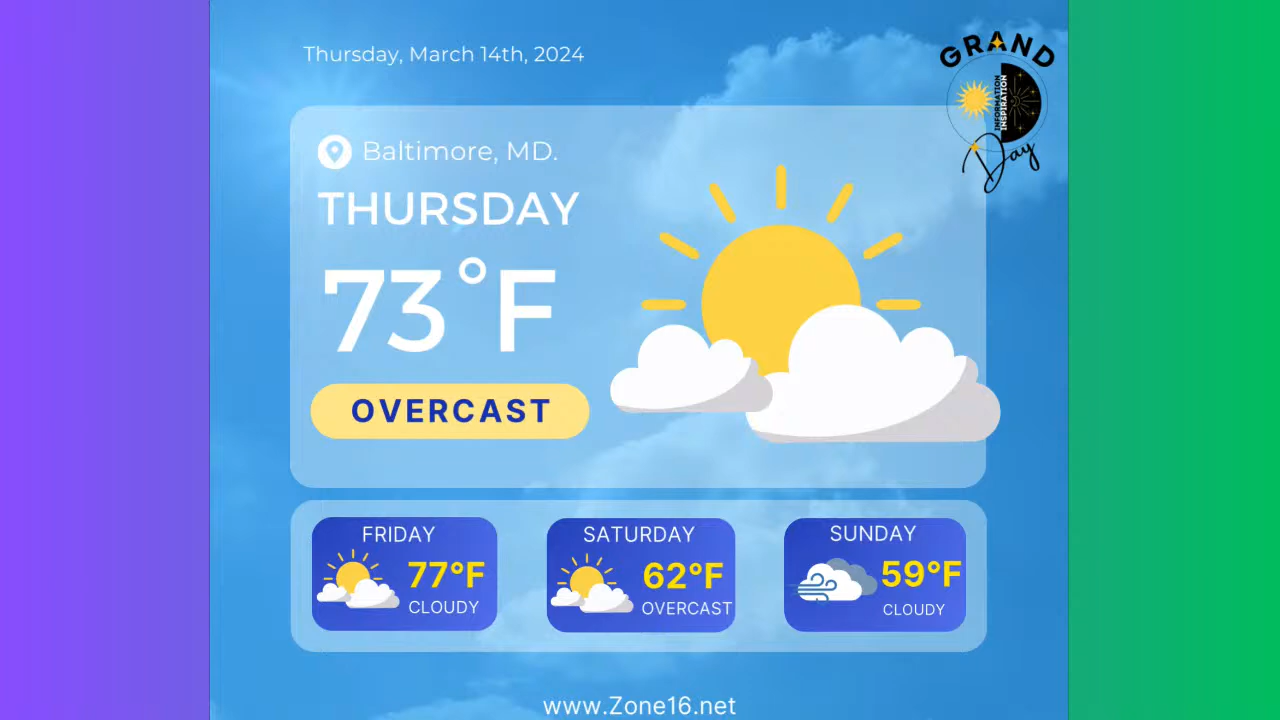 Thursday, March 14th, 2024
GRAND
INFORMATION
INSPIRATION
Day
Baltimore, MD.
THURSDAY
73°F
OVERCAST
FRIDAY
77°F
CLOUDY
SATURDAY
62°F
OVERCAST
SUNDAY
59°F
CLOUDY
www.Zone16.net